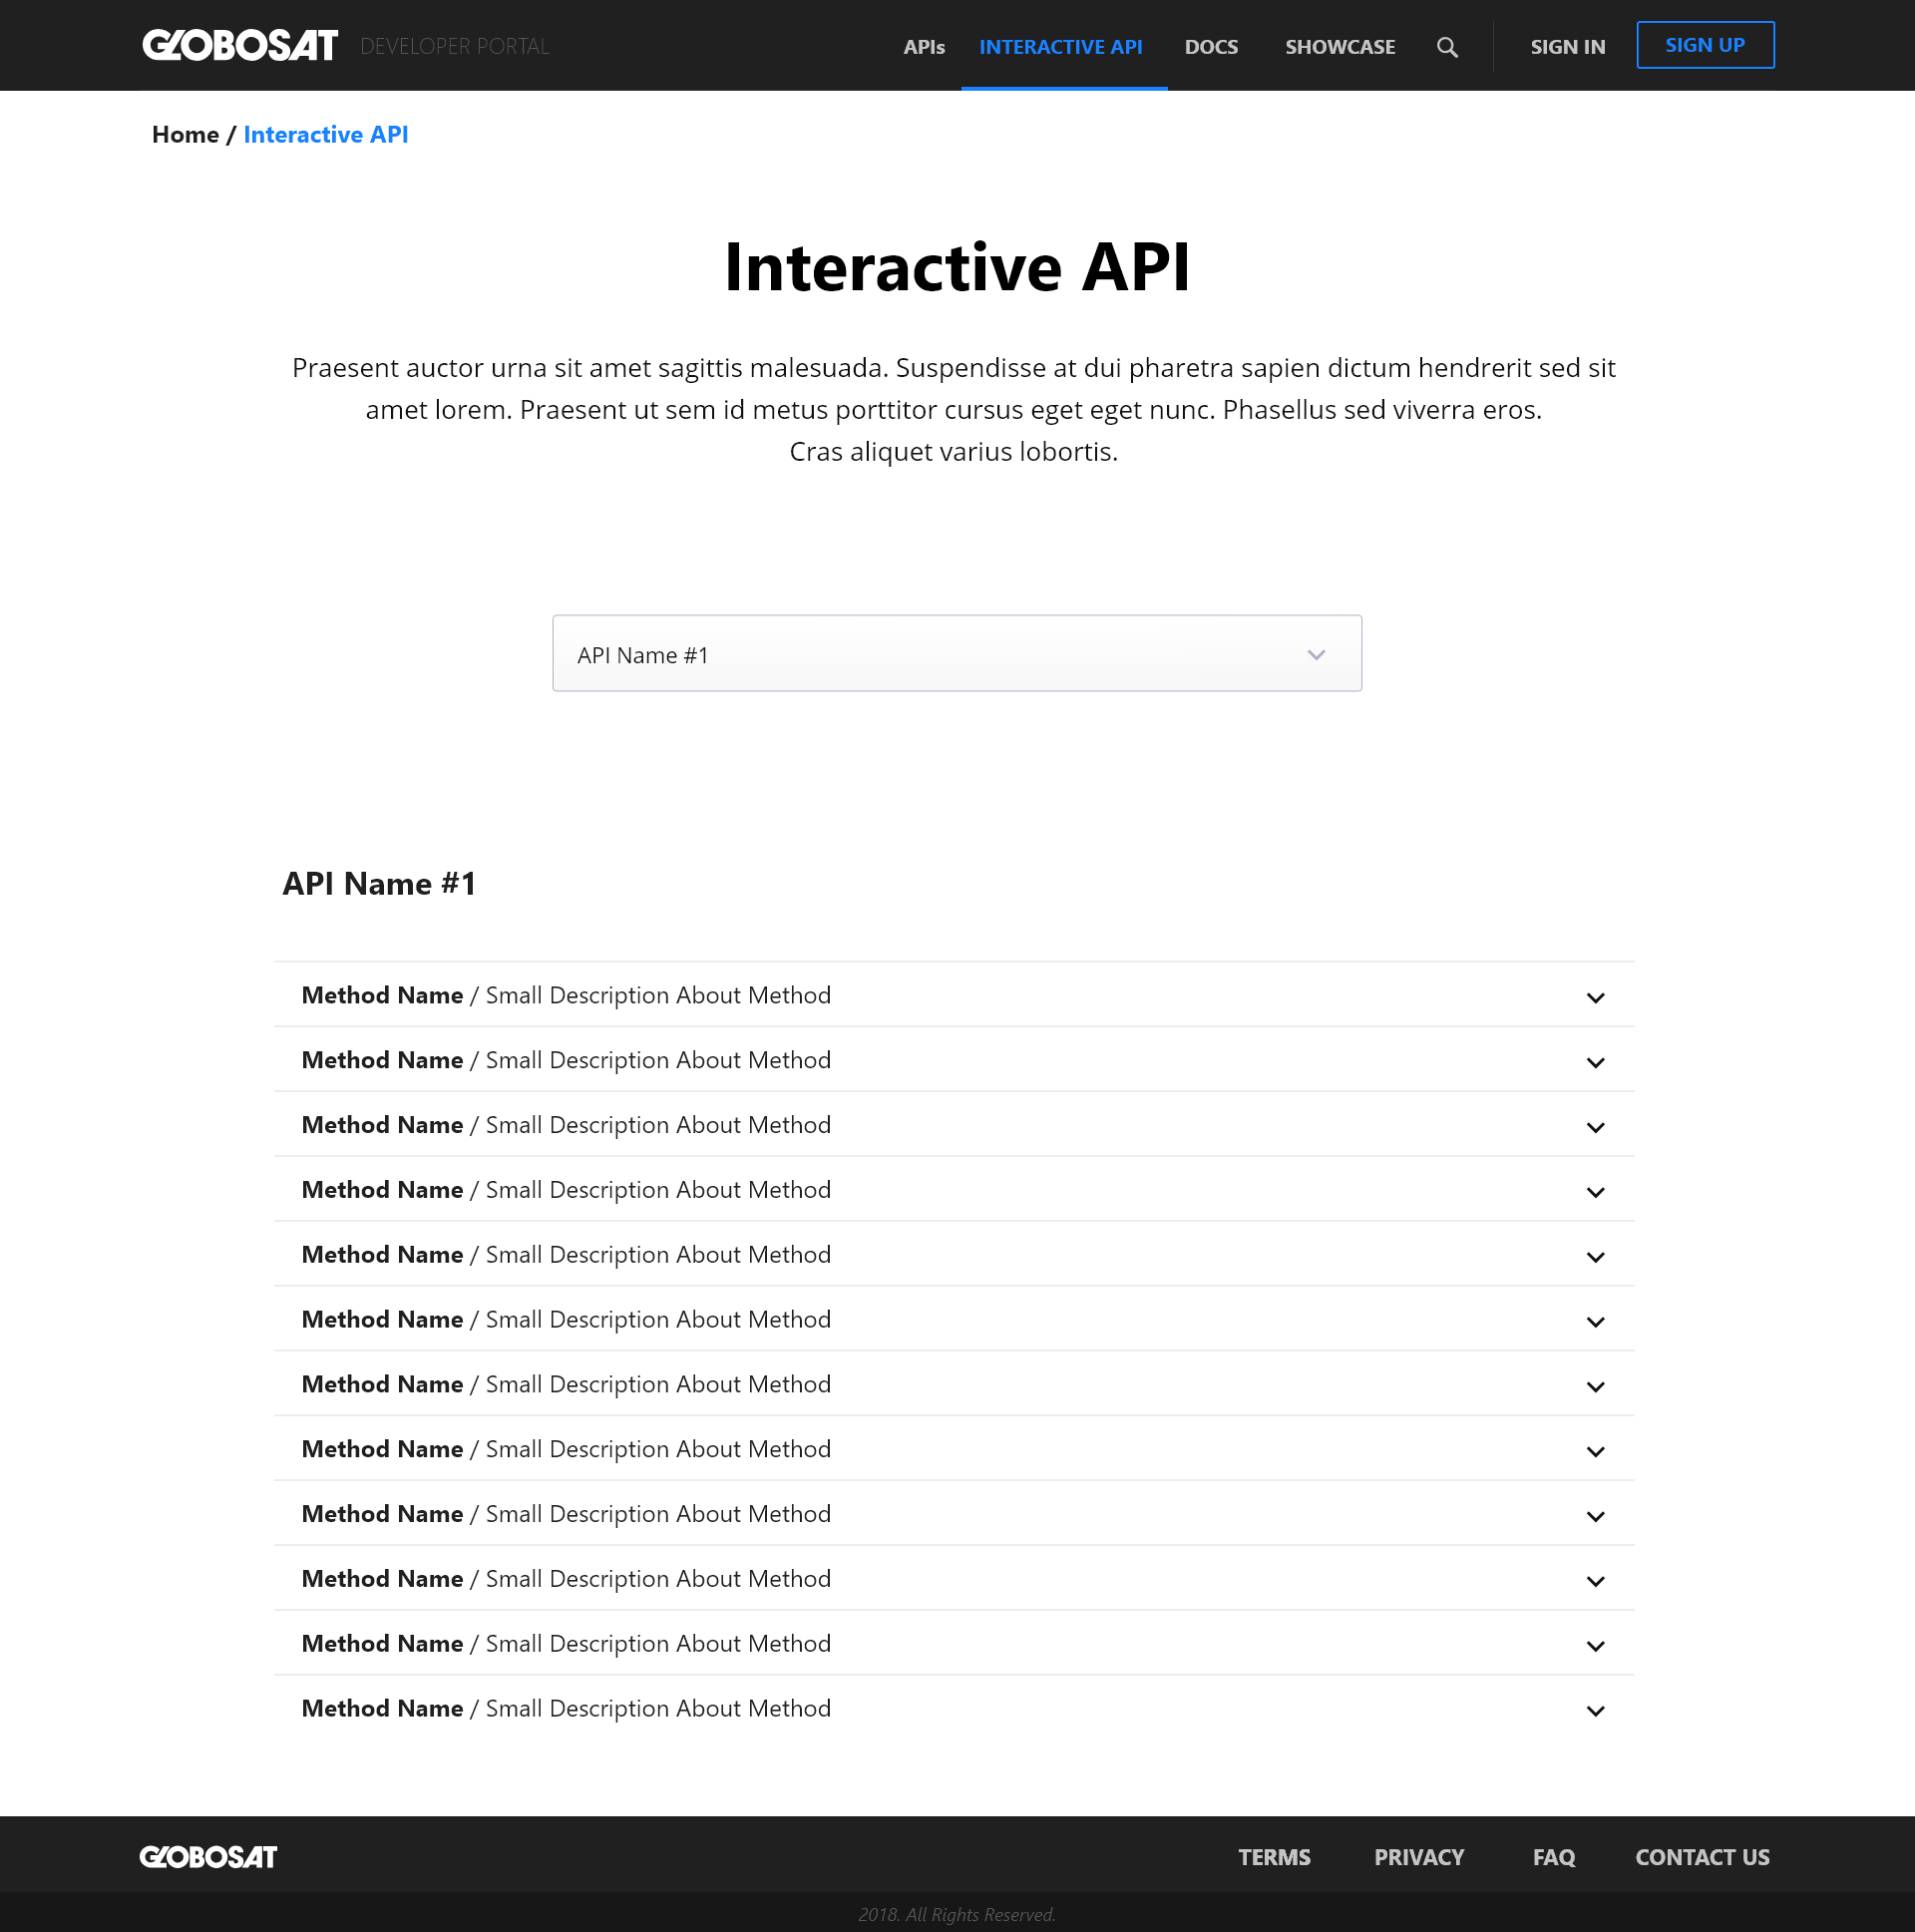 GLOBOSAT DEVELOPER PORTAL APIs INTERACTIVE API DOCS SHOWCASE SIGN IN SIGN UP
Home / Interactive API
Interactive API
Praesent auctor urna sit amet sagittis malesuada. Suspendisse at dui pharetra sapien dictum hendrerit sed sit
amet lorem. Praesent ut sem id metus porttitor cursus eget eget nunc. Phasellus sed viverra eros.
Cras aliquet varius lobortis.
API Name #1
API Name #1
Method Name / Small Description About Method
Method Name / Small Description About Method
Method Name / Small Description About Method
Method Name / Small Description About Method
Method Name / Small Description About Method
Method Name / Small Description About Method
Method Name / Small Description About Method
Method Name / Small Description About Method
Method Name / Small Description About Method
Method Name / Small Description About Method
Method Name / Small Description About Method
Method Name / Small Description About Method
GLOBOSAT TERMS PRIVACY FAQ CONTACT US
2018. All Rights Reserved.